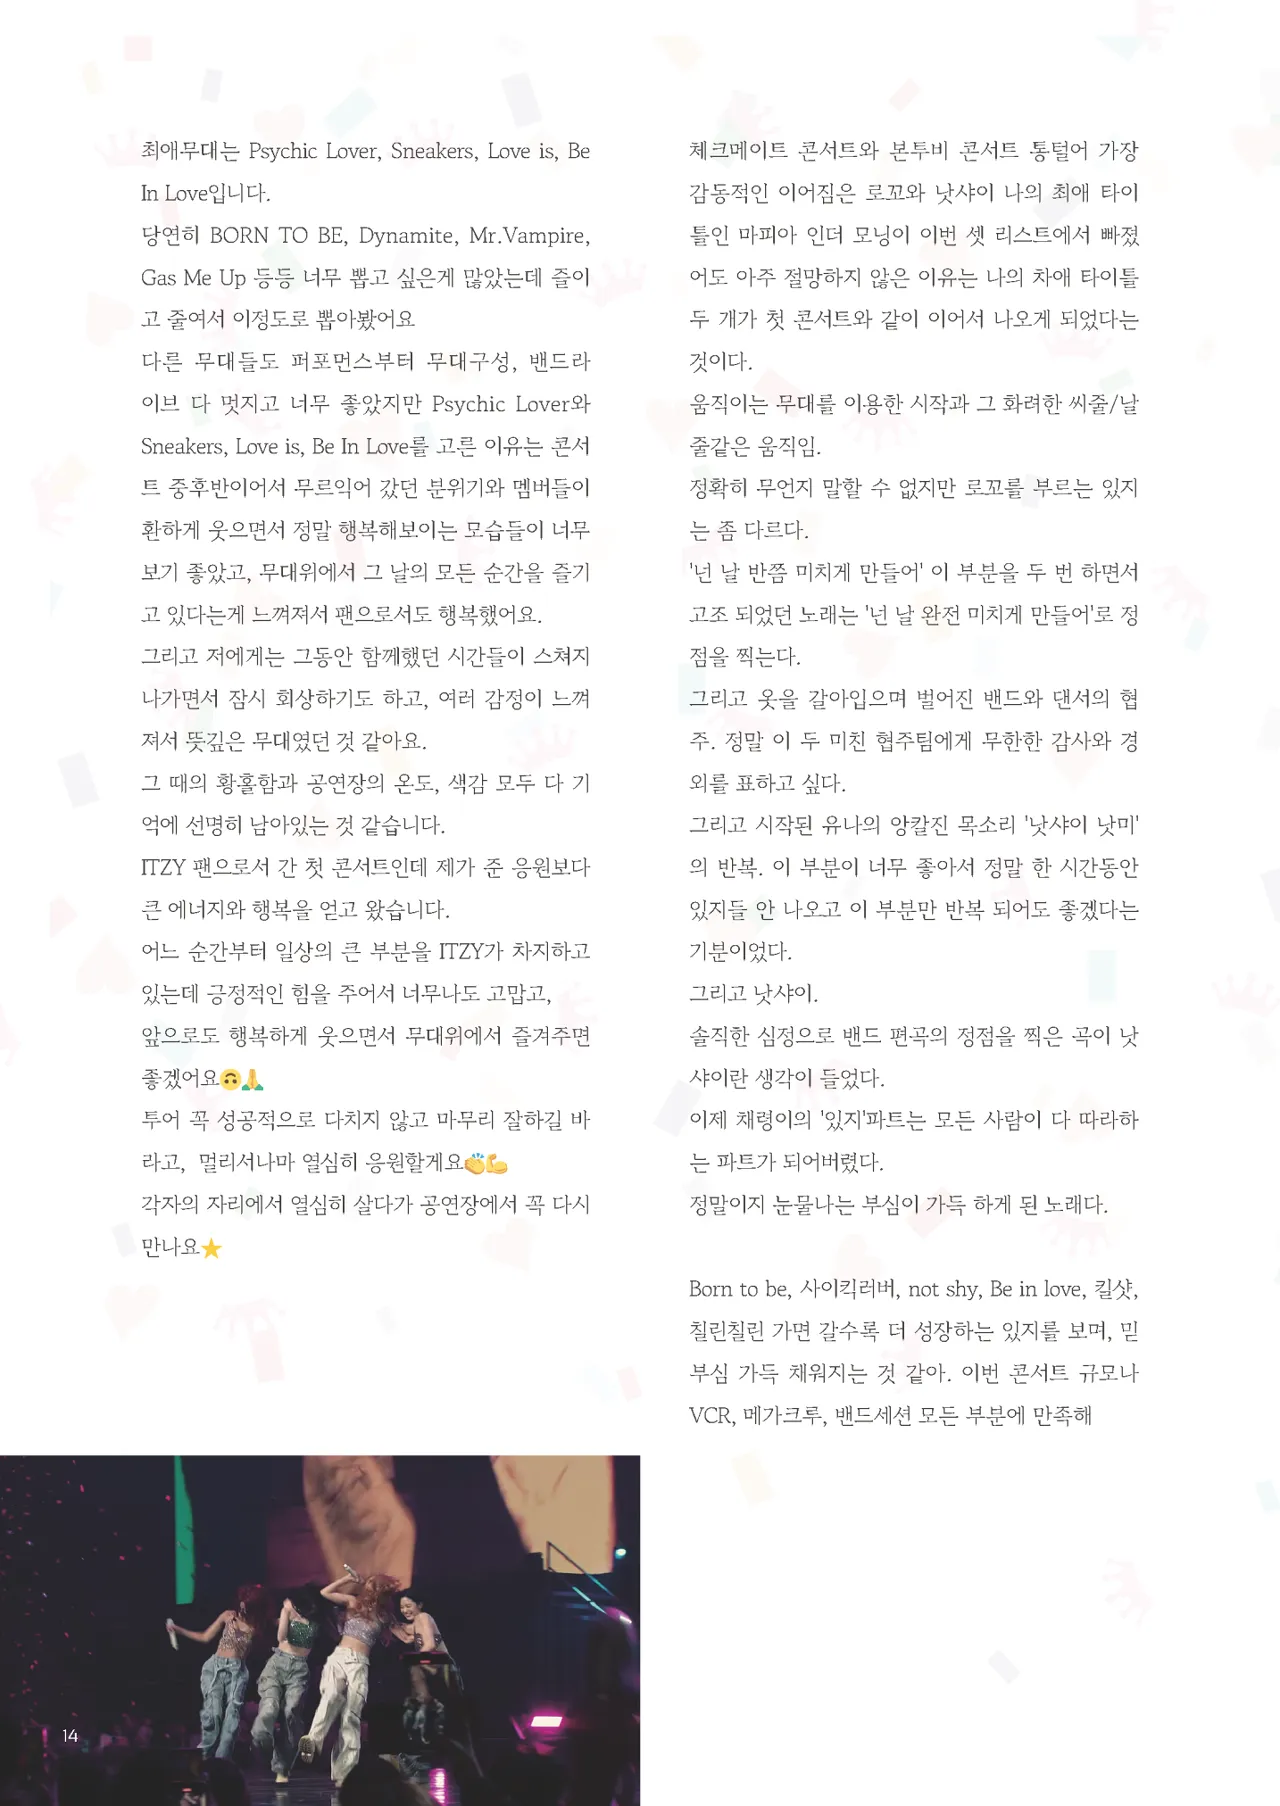 최애무대는 Psychic Lover, Sneakers, Love is, Be
In Love입니다.
당연히 BORN TO BE, Dynamite, Mr.Vampire,
Gas Me Up 등등 너무 뽑고 싶은게 많았는데 즐이
고 줄여서 이정도로 뽑아봤어요
다른 무대들도 퍼포먼스부터 무대구성, 밴드라
이브 다 멋지고 너무 좋았지만 Psychic Lover와
Sneakers, Love is, Be In Love를 고른 이유는 콘서
트 중후반이어서 무르익어 갔던 분위기와 멤버들이
환하게 웃으면서 정말 행복해보이는 모습들이 너무
보기 좋았고, 무대위에서 그 날의 모든 순간을 즐기
고 있다는게 느껴져서 팬으로서도 행복했어요.
그리고 저에게는 그동안 함께했던 시간들이 스쳐지
나가면서 잠시 회상하기도 하고, 여러 감정이 느껴
져서 뜻깊은 무대였던 것 같아요.
그 때의 황홀함과 공연장의 온도, 색감 모두 다 기
억에 선명히 남아있는 것 같습니다.
ITZY 팬으로서 간 첫 콘서트인데 제가 준 응원보다
큰 에너지와 행복을 얻고 왔습니다.
어느 순간부터 일상의 큰 부분을 ITZY가 차지하고
있는데 긍정적인 힘을 주어서 너무나도 고맙고,
앞으로도 행복하게 웃으면서 무대위에서 즐겨주면
좋겠어요🙃🙏
투어 꼭 성공적으로 다치지 않고 마무리 잘하길 바
라고, 멀리서나마 열심히 응원할게요👏💪
각자의 자리에서 열심히 살다가 공연장에서 꼭 다시
만나요⭐
체크메이트 콘서트와 본투비 콘서트 통털어 가장
감동적인 이어짐은 로꼬와 낫샤이 나의 최애 타이
틀인 마피아 인더 모닝이 이번 셋 리스트에서 빠졌
어도 아주 절망하지 않은 이유는 나의 차애 타이틀
두 개가 첫 콘서트와 같이 이어서 나오게 되었다는
것이다.
움직이는 무대를 이용한 시작과 그 화려한 씨줄/날
줄같은 움직임.
정확히 무언지 말할 수 없지만 로꼬를 부르는 있지
는 좀 다르다.
'넌 날 반쯤 미치게 만들어' 이 부분을 두 번 하면서
고조 되었던 노래는 '넌 날 완전 미치게 만들어'로 정
점을 찍는다.
그리고 옷을 갈아입으며 벌어진 밴드와 댄서의 협
주. 정말 이 두 미친 협주팀에게 무한한 감사와 경
외를 표하고 싶다.
그리고 시작된 유나의 앙칼진 목소리 '낫샤이 낫미'
의 반복. 이 부분이 너무 좋아서 정말 한 시간동안
있지들 안 나오고 이 부분만 반복 되어도 좋겠다는
기분이었다.
그리고 낫샤이.
솔직한 심정으로 밴드 편곡의 정점을 찍은 곡이 낫
샤이란 생각이 들었다.
이제 채령이의 '있지'파트는 모든 사람이 다 따라하
는 파트가 되어버렸다.
정말이지 눈물나는 부심이 가득 하게 된 노래다.
Born to be, 사이킥러버, not shy, Be in love, 킬샷,
칠린칠린 가면 갈수록 더 성장하는 있지를 보며, 믿
부심 가득 채워지는 것 같아. 이번 콘서트 규모나
VCR, 메가크루, 밴드세션 모든 부분에 만족해
14